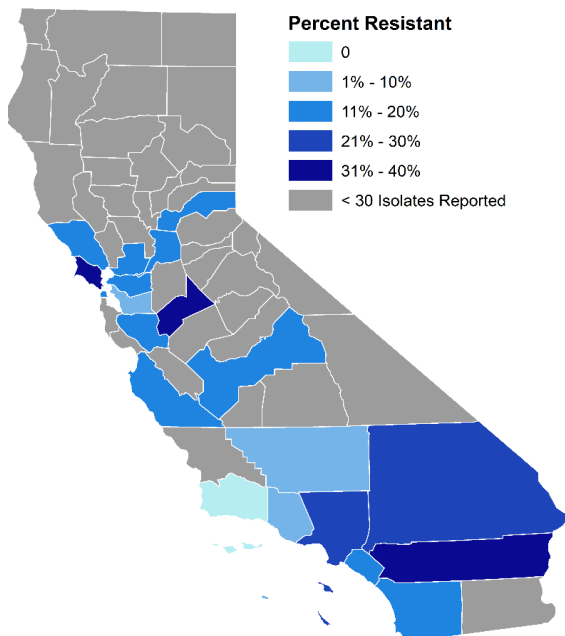 Percent Resistant
0
1% - 10%
11% - 20%
21% - 30%
31% - 40%
< 30 Isolates Reported